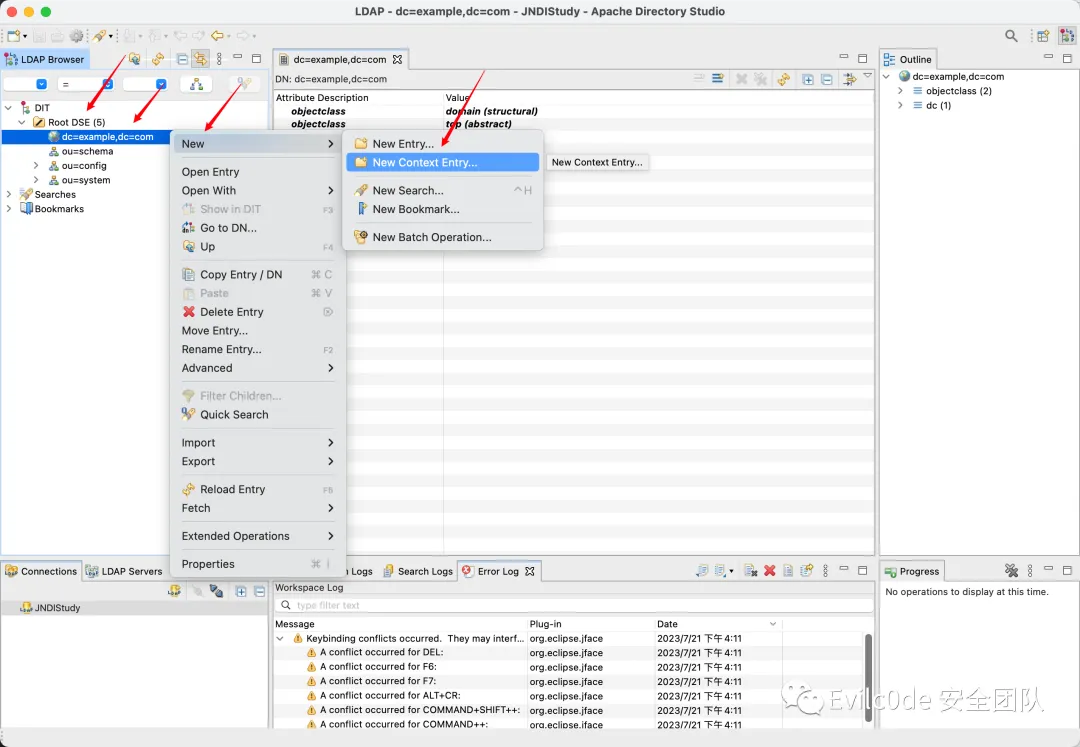 LDAP - dc=example,dc=com - JNDIStudy - Apache Directory Studio
LDAP Browser
=
DIT
Root DSE (5)
dc=example,dc=com
ou=schema
ou=config
ou=system
Searches
Bookmarks
New
Open Entry
Open With
Show in DIT F3
Go to DN...
Up F4
Copy Entry / DN ⌘ C
Paste ⌘ V
Delete Entry
Move Entry...
Rename Entry... F2
Advanced
Filter Children...
Quick Search
Import
Export
Reload Entry F5
Fetch
Extended Operations
Properties ⌘ I
New Entry...
New Context Entry...
New Search... ^ H
New Bookmark...
New Batch Operation...
New Context Entry...
dc=example,dc=com
DN: dc=example,dc=com
Attribute Description Value
objectclass domain (structural)
objectclass top (abstract)
Outline
dc=example,dc=com
objectclass (2)
dc (1)
Connections LDAP Servers
JNDIStudy
Logs Search Logs Error Log
Workspace Log
type filter text
Message Plug-in Date
Keybinding conflicts occurred. They may interf... org.eclipse.jface 2023/7/21 下午 4:11
A conflict occurred for DEL: org.eclipse.jface 2023/7/21 下午 4:11
A conflict occurred for F6: org.eclipse.jface 2023/7/21 下午 4:11
A conflict occurred for F7: org.eclipse.jface 2023/7/21 下午 4:11
A conflict occurred for ALT+CR: org.eclipse.jface 2023/7/21 下午 4:11
A conflict occurred for COMMAND+SHIFT++: org.eclipse.jface 2023/7/21 下午 4:11
A conflict occurred for COMMAND++: org.eclipse.jface 2023/7/21 下午 4:11
Progress
No operations to display at this time.
Evilc0de 安全团队